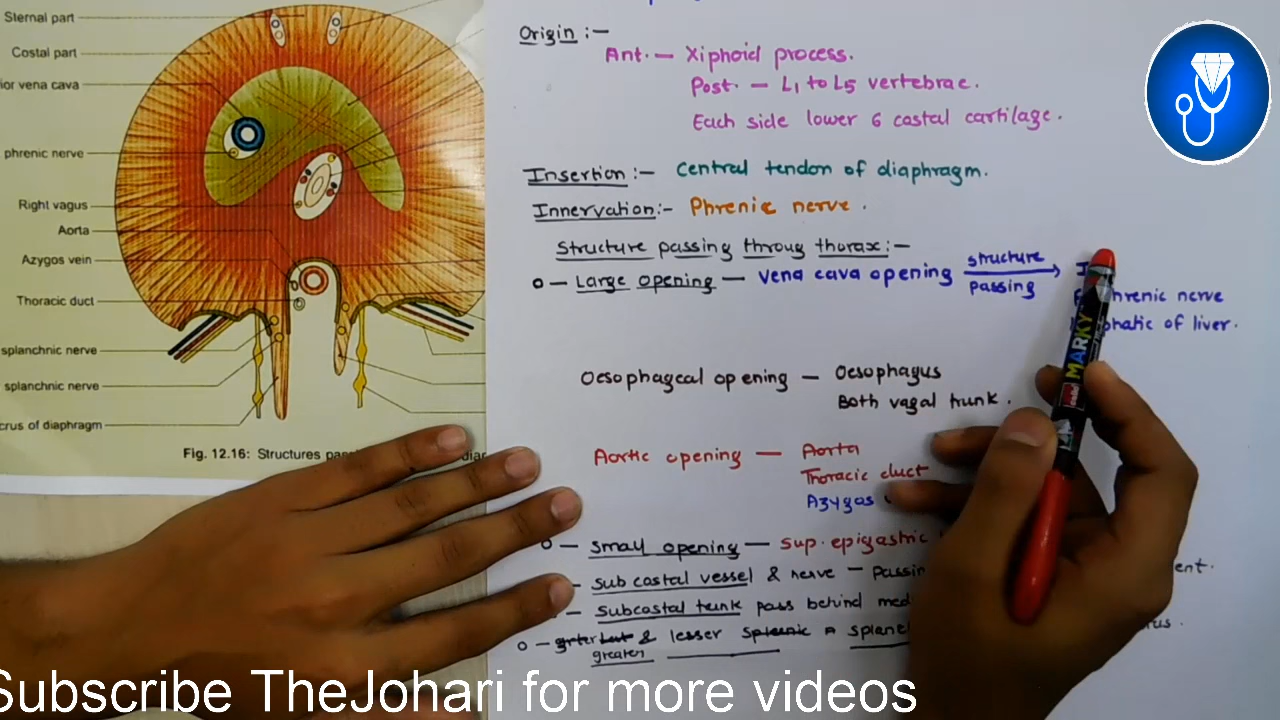 Sternal part
Costal part
ior vena cava
phrenic nerve
Right vagus
Aorta
Azygos vein
Thoracic duct
splanchnic nerve
splanchnic nerve
crus of diaphragm
Fig. 12.16: Structures
Origin :-
Ant. — Xiphoid process.
Post. — L1 to L5 vertebrae.
Each side lower 6 costal cartilage.
Insertion :- central tendon of diaphragm.
Innervation:- Phrenic nerve.
Structure passing throug thorax:-
o — Large opening — vena cava opening structure passing
phrenic nerve
phatic of liver.
Oesophageal opening — Oesophagus
Both vagal trunk.
Aortic opening — Aorta
Thoracic duct
Azygos
o — small opening — sup. epigastric
— sub costal vessel & nerve — passin
— Subcostal trunk pass behind med
o — & lesser splanc
greater
MARKY
Subscribe TheJohari for more videos